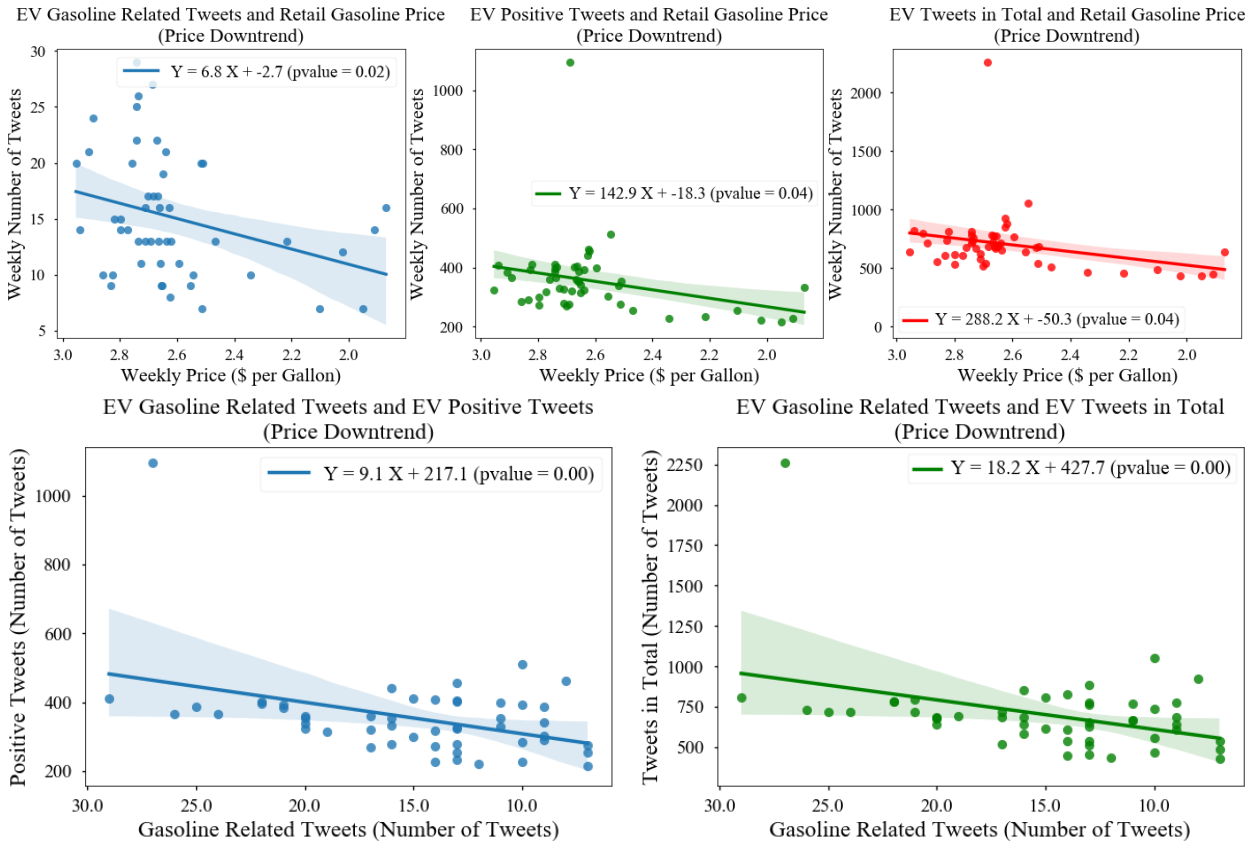 EV Gasoline Related Tweets and Retail Gasoline Price
(Price Downtrend)
Weekly Number of Tweets
30
25
20
15
10
5
Y = 6.8 X + -2.7 (pvalue = 0.02)
3.0 2.8 2.6 2.4 2.2 2.0
Weekly Price ($ per Gallon)
EV Positive Tweets and Retail Gasoline Price
(Price Downtrend)
Weekly Number of Tweets
1000
800
600
400
200
Y = 142.9 X + -18.3 (pvalue = 0.04)
3.0 2.8 2.6 2.4 2.2 2.0
Weekly Price ($ per Gallon)
EV Tweets in Total and Retail Gasoline Price
(Price Downtrend)
Weekly Number of Tweets
2000
1500
1000
500
0
Y = 288.2 X + -50.3 (pvalue = 0.04)
3.0 2.8 2.6 2.4 2.2 2.0
Weekly Price ($ per Gallon)
EV Gasoline Related Tweets and EV Positive Tweets
(Price Downtrend)
Positive Tweets (Number of Tweets)
1000
800
600
400
200
Y = 9.1 X + 217.1 (pvalue = 0.00)
30.0 25.0 20.0 15.0 10.0
Gasoline Related Tweets (Number of Tweets)
EV Gasoline Related Tweets and EV Tweets in Total
(Price Downtrend)
Tweets in Total (Number of Tweets)
2250
2000
1750
1500
1250
1000
750
500
Y = 18.2 X + 427.7 (pvalue = 0.00)
30.0 25.0 20.0 15.0 10.0
Gasoline Related Tweets (Number of Tweets)